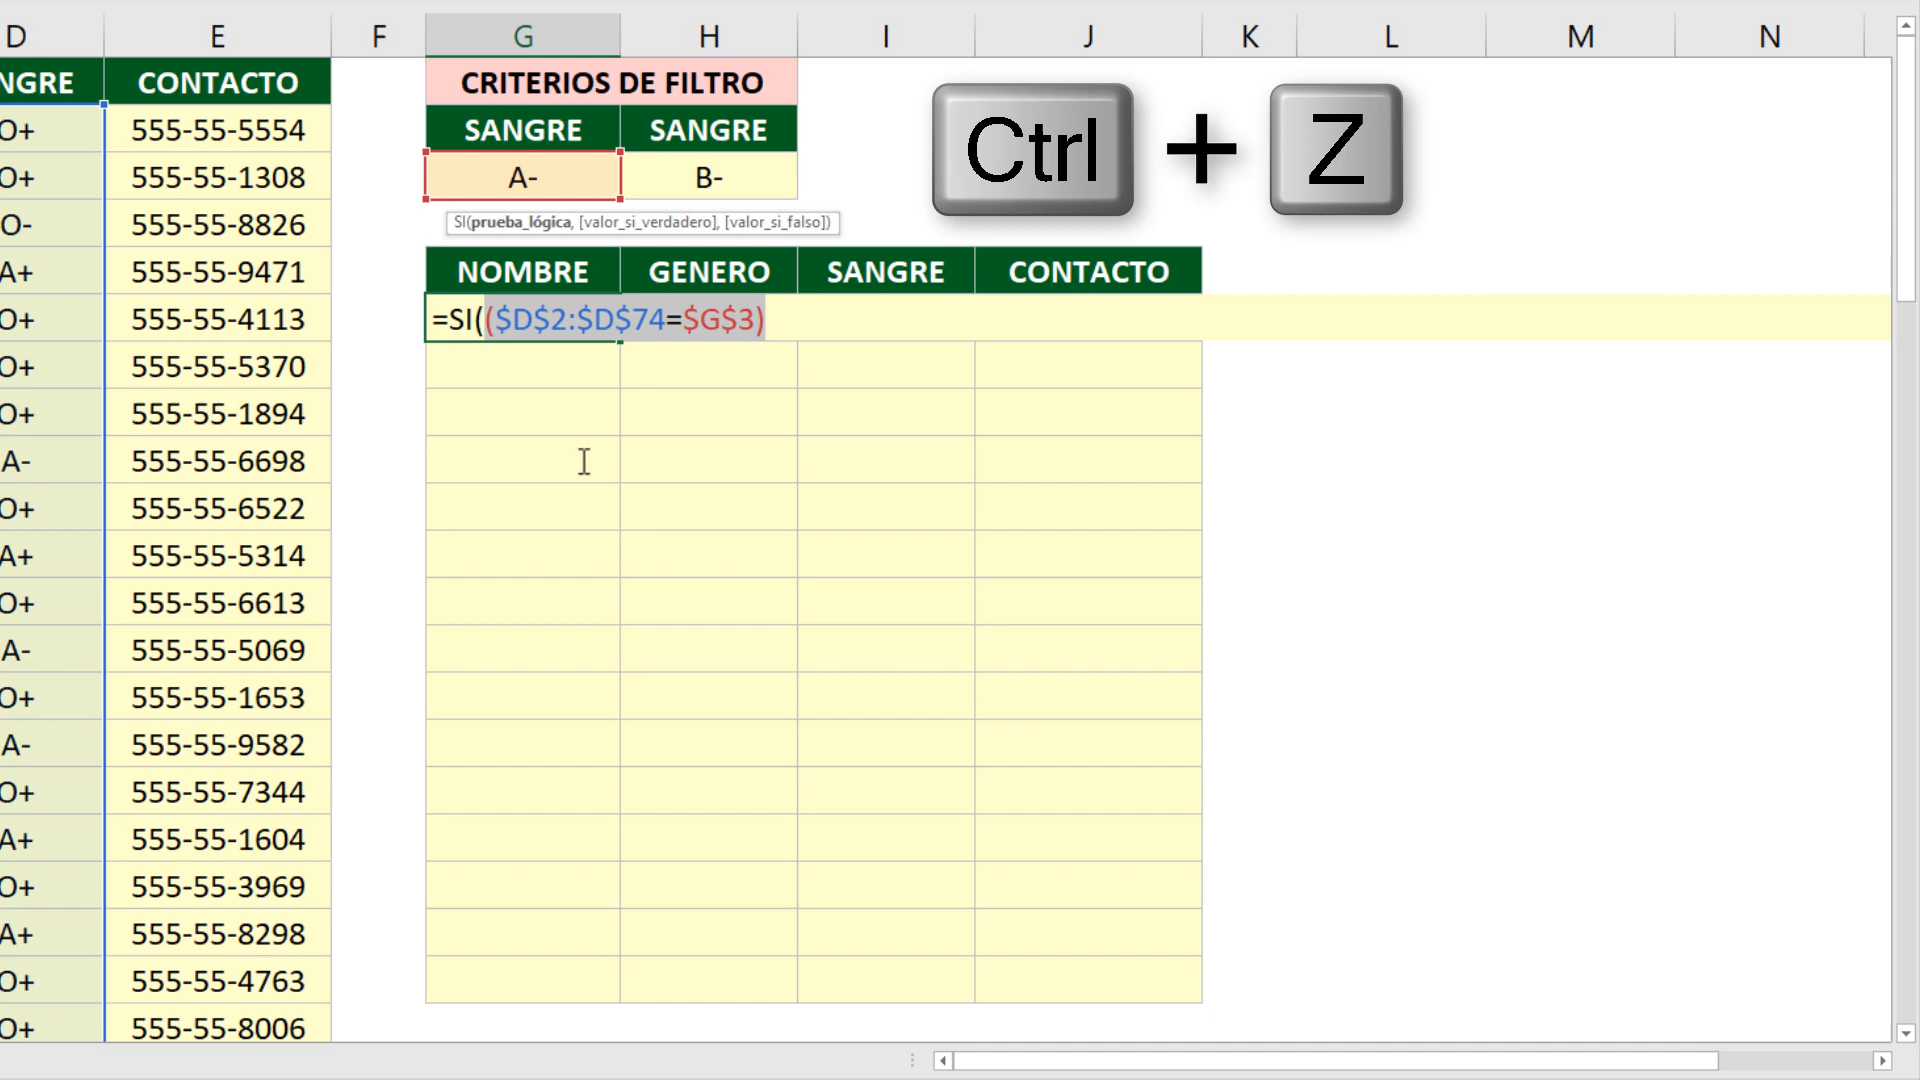 D E F G H I J K L M N
NGRE CONTACTO CRITERIOS DE FILTRO
Ctrl + Z
O+ 555-55-5554 SANGRE SANGRE
O+ 555-55-1308 A- B-
O- 555-55-8826 SI(prueba_lógica, [valor_si_verdadero], [valor_si_falso])
A+ 555-55-9471 NOMBRE GENERO SANGRE CONTACTO
O+ 555-55-4113 =SI(($D$2:$D$74=$G$3)
O+ 555-55-5370
O+ 555-55-1894
A- 555-55-6698
O+ 555-55-6522
A+ 555-55-5314
O+ 555-55-6613
A- 555-55-5069
O+ 555-55-1653
A- 555-55-9582
O+ 555-55-7344
A+ 555-55-1604
O+ 555-55-3969
A+ 555-55-8298
O+ 555-55-4763
O+ 555-55-8006